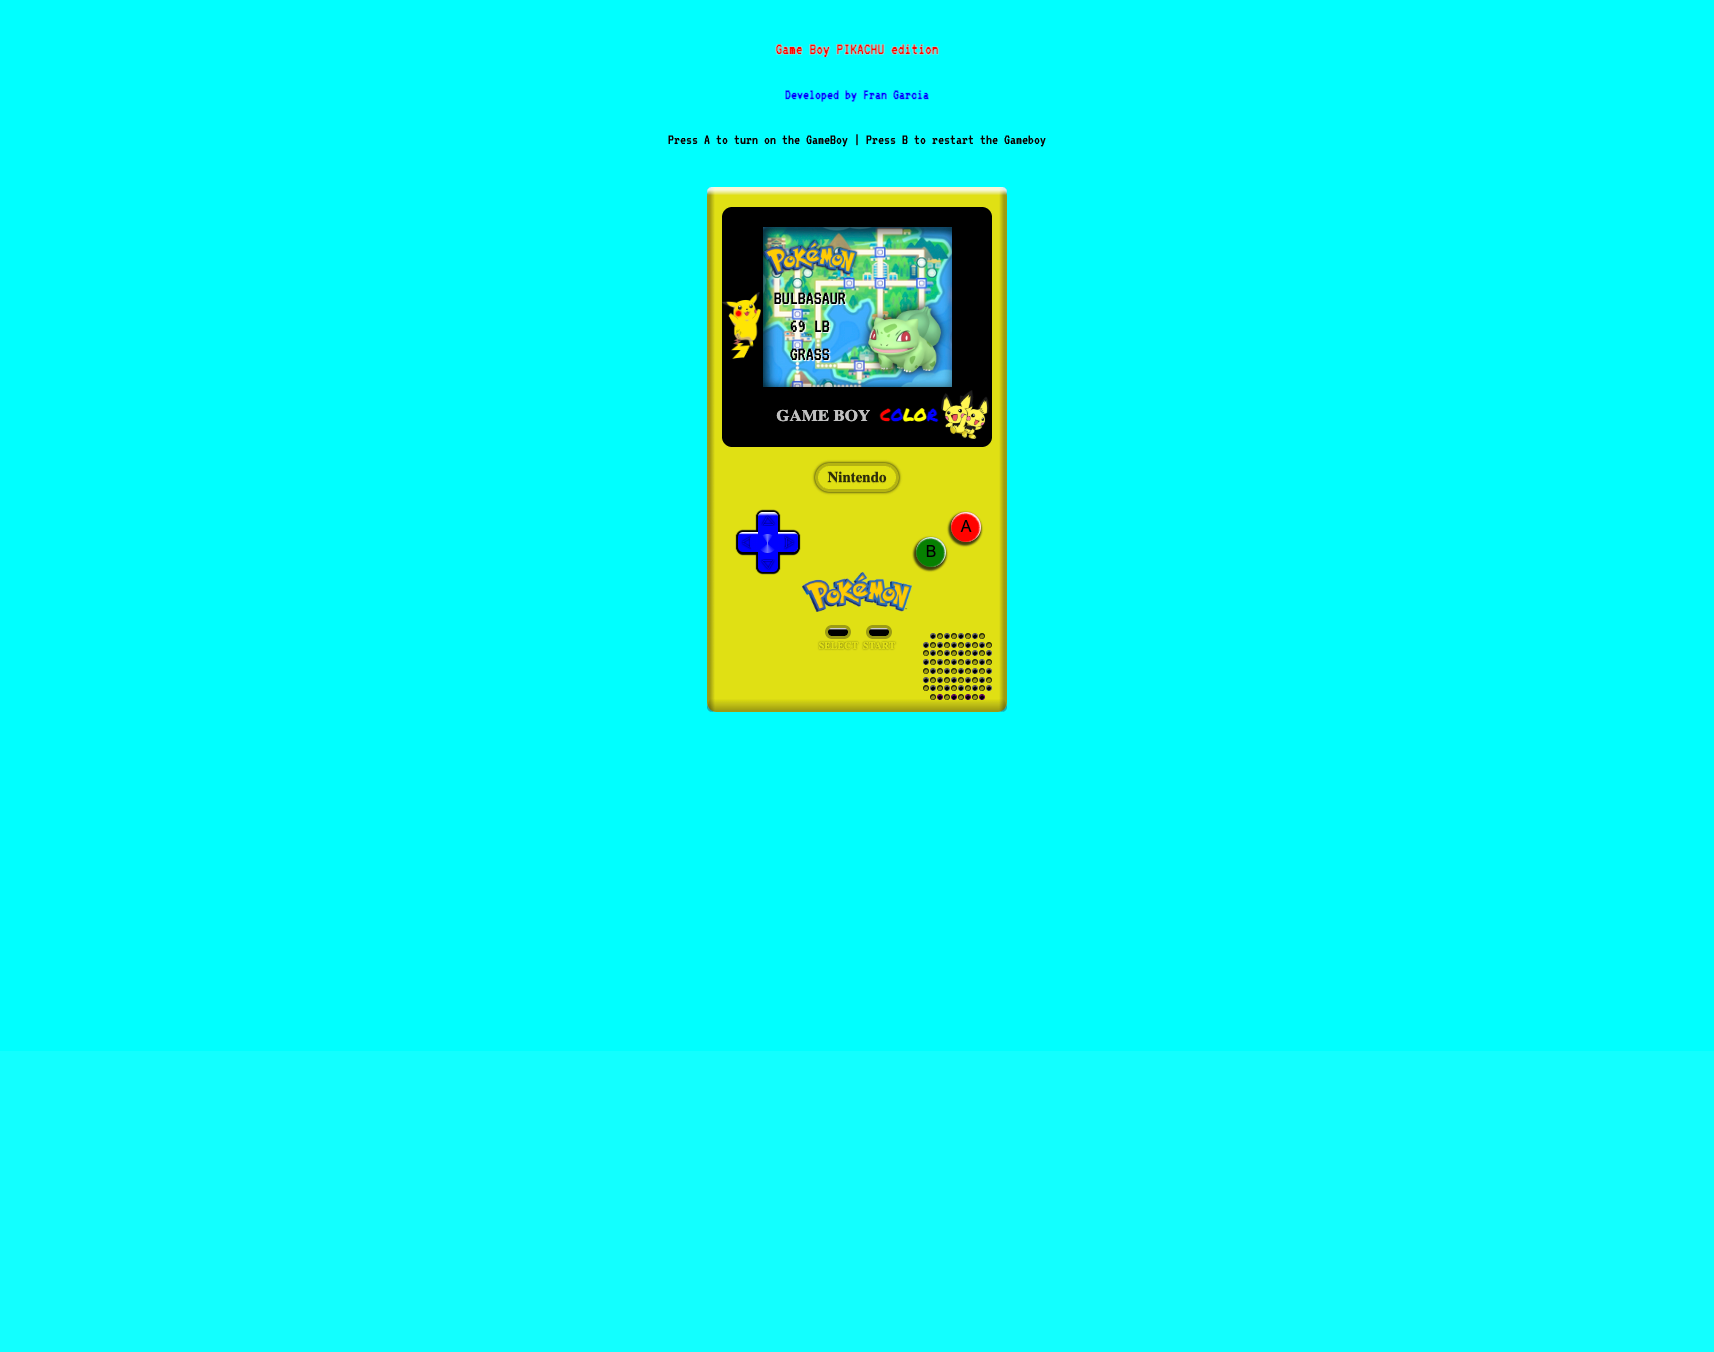 Game Boy PIKACHU edition
Developed by Fran Garcia
Press A to turn on the GameBoy | Press B to restart the Gameboy
POKéMON
BULBASAUR
69 LB
GRASS
GAME BOY COLOR
Nintendo
A
B
POKéMON
SELECT START